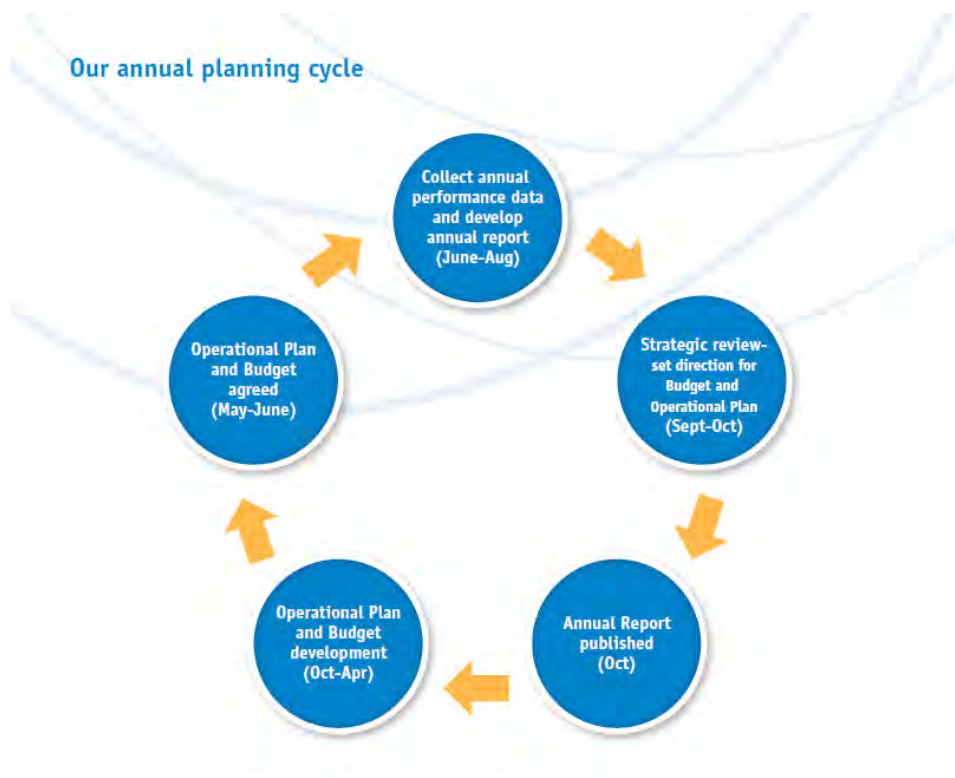 Our annual planning cycle
Collect annual
performance data
and develop
annual report
(June-Aug)
Strategic review-
set direction for
Budget and
Operational Plan
(Sept-Oct)
Annual Report
published
(Oct)
Operational Plan
and Budget
development
(Oct-Apr)
Operational Plan
and Budget
agreed
(May-June)